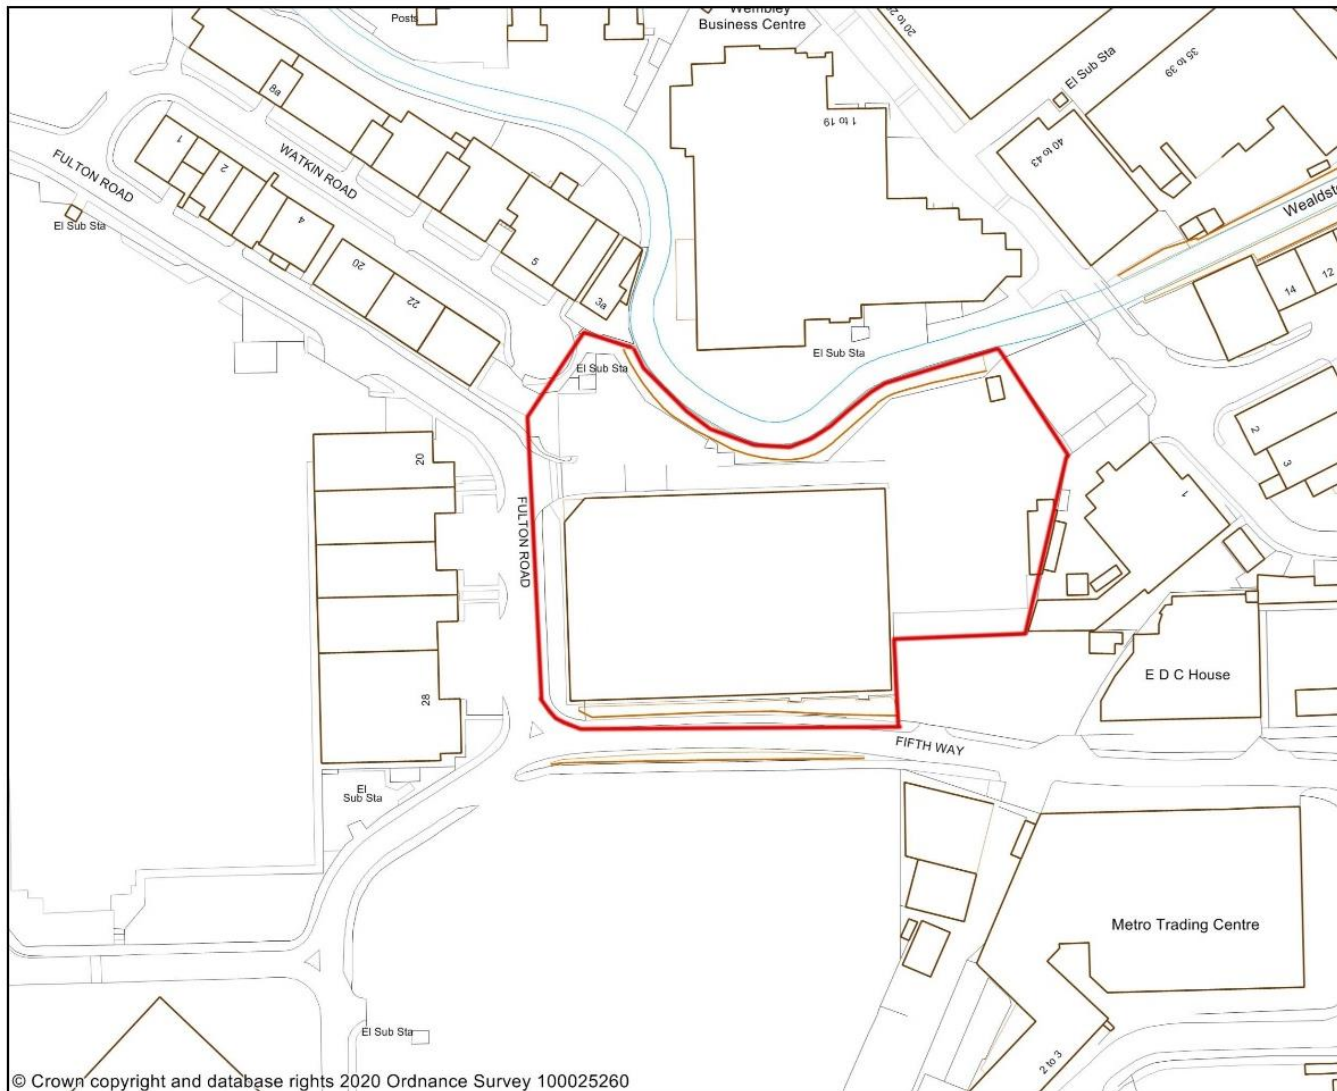 Posts
Wembley
Business Centre
20 to 2
El Sub Sta
35 to 39
8a
1 to 19
40 to 43
1
2
WATKIN ROAD
FULTON ROAD
4
El Sub Sta
Wealdst
20
5
22
3a
14
12
El Sub Sta
El Sub Sta
2
3
20
1
FULTON ROAD
E D C House
28
FIFTH WAY
El
Sub Sta
Metro Trading Centre
El Sub Sta
2 to 3
© Crown copyright and database rights 2020 Ordnance Survey 100025260